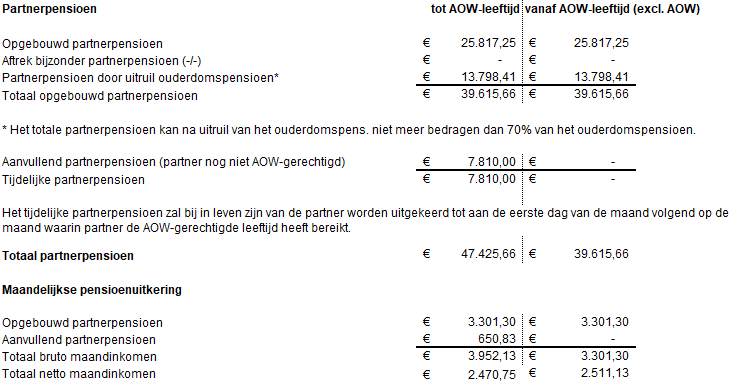 Partnerpensioen tot AOW-leeftijd vanaf AOW-leeftijd (excl. AOW)
Opgebouwd partnerpensioen € 25.817,25 € 25.817,25
Aftrek bijzonder partnerpensioen (-/-) € - € -
Partnerpensioen door uitruil ouderdomspensioen* € 13.798,41 € 13.798,41
Totaal opgebouwd partnerpensioen € 39.615,66 € 39.615,66
* Het totale partnerpensioen kan na uitruil van het ouderdomspens. niet meer bedragen dan 70% van het ouderdomspensioen.
Aanvullend partnerpensioen (partner nog niet AOW-gerechtigd) € 7.810,00 € -
Tijdelijke partnerpensioen € 7.810,00 € -
Het tijdelijke partnerpensioen zal bij in leven zijn van de partner worden uitgekeerd tot aan de eerste dag van de maand volgend op de
maand waarin partner de AOW-gerechtigde leeftijd heeft bereikt.
Totaal partnerpensioen € 47.425,66 € 39.615,66
Maandelijkse pensioenuitkering
Opgebouwd partnerpensioen € 3.301,30 € 3.301,30
Aanvullend partnerpensioen € 650,83 € -
Totaal bruto maandinkomen € 3.952,13 € 3.301,30
Totaal netto maandinkomen € 2.470,75 € 2.511,13